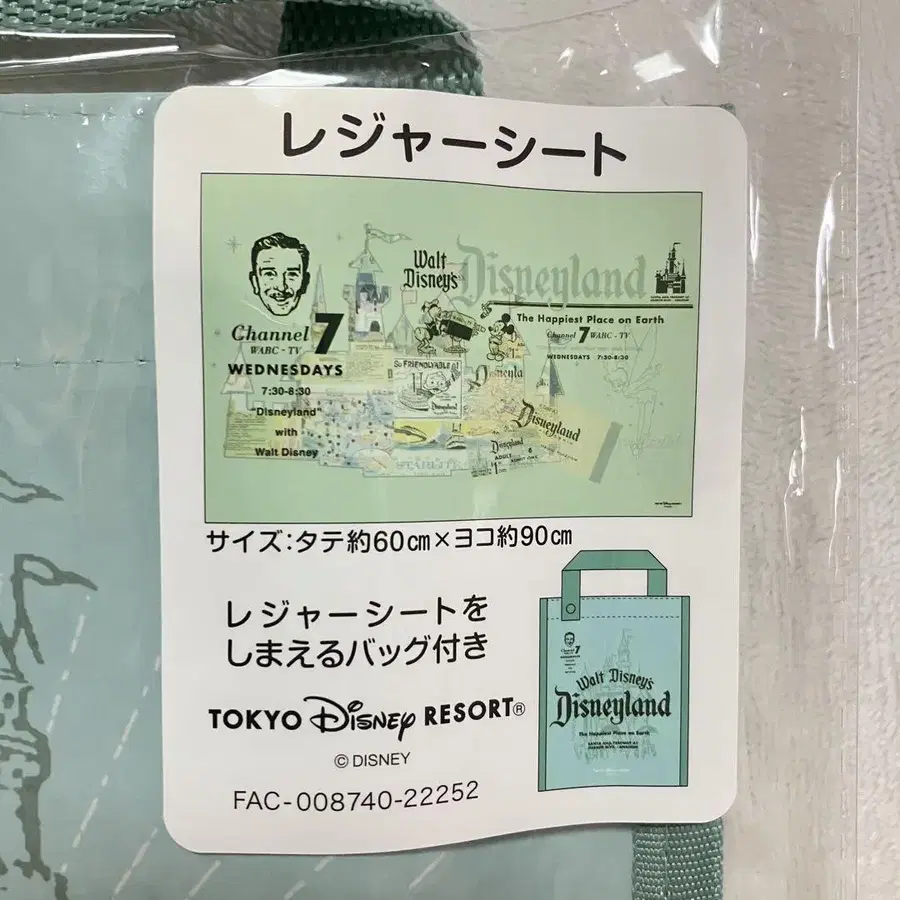 レジャーシート
Walt
Disney's
Disneyland
The Happiest Place on Earth
Channel 7 WABC-TV
WEDNESDAYS 7:30-8:30
Channel 7
WABC-TV
WEDNESDAYS
7:30-8:30
"Disneyland"
with
Walt Disney
So FRIENDLY
Disneyland
Disneyland
ADULT
サイズ:タテ約60㎝×ヨコ約90㎝
レジャーシートを
しまえるバッグ付き
TOKYO Disney RESORT®
© DISNEY
FAC-008740-22252
Channel 7
Walt Disney's
Disneyland
The Happiest Place on Earth